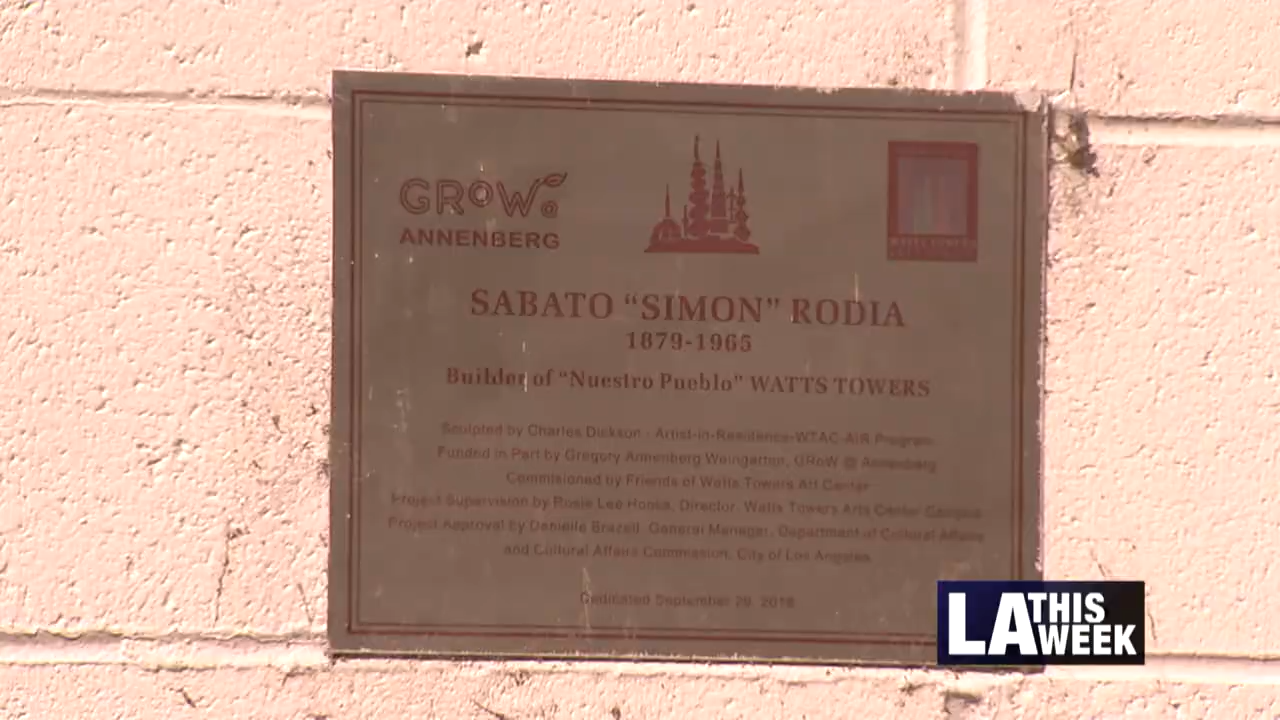 GROW@
ANNENBERG
WATTS TOWERS
SABATO “SIMON” RODIA
1879-1965
Builder of “Nuestro Pueblo” WATTS TOWERS
Sculpted by Charles Dickson - Artist-in-Residence-WTAC-AIR Program
Funded in Part by Gregory Annenberg Weingarten, GRoW @ Annenberg
Commissioned by Friends of Watts Towers Art Center
Project Supervision by Rosie Lee Hooks, Director, Watts Towers Arts Center Campus
Project Approval by Danielle Brazell, General Manager, Department of Cultural Affairs
and Cultural Affairs Commission, City of Los Angeles
Dedicated September 29,
LA THIS WEEK